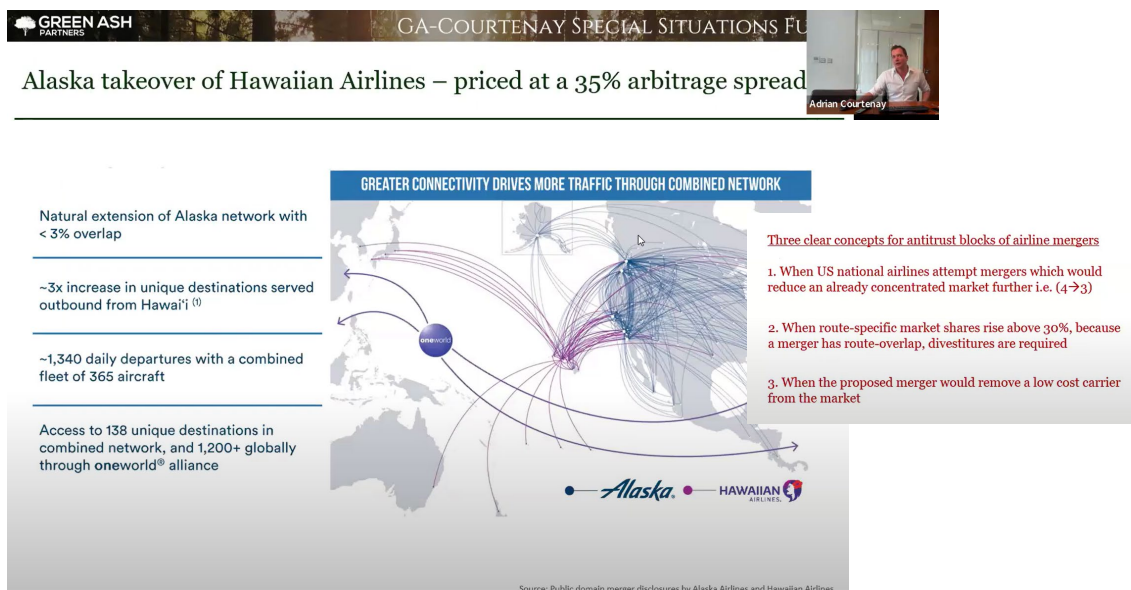 GREEN ASH
PARTNERS
GA-COURTENAY SPECIAL SITUATIONS FU
Alaska takeover of Hawaiian Airlines – priced at a 35% arbitrage spread
Adrian Courtenay
GREATER CONNECTIVITY DRIVES MORE TRAFFIC THROUGH COMBINED NETWORK
Natural extension of Alaska network with
< 3% overlap
~3x increase in unique destinations served
outbound from Hawai‘i (1)
~1,340 daily departures with a combined
fleet of 365 aircraft
Access to 138 unique destinations in
combined network, and 1,200+ globally
through oneworld® alliance
oneworld
Alaska.
HAWAIIAN
AIRLINES.
Three clear concepts for antitrust blocks of airline mergers
1. When US national airlines attempt mergers which would
reduce an already concentrated market further i.e. (4→3)
2. When route-specific market shares rise above 30%, because
a merger has route-overlap, divestitures are required
3. When the proposed merger would remove a low cost carrier
from the market
Source: Public domain merger disclosures by Alaska Airlines and Hawaiian Airlines